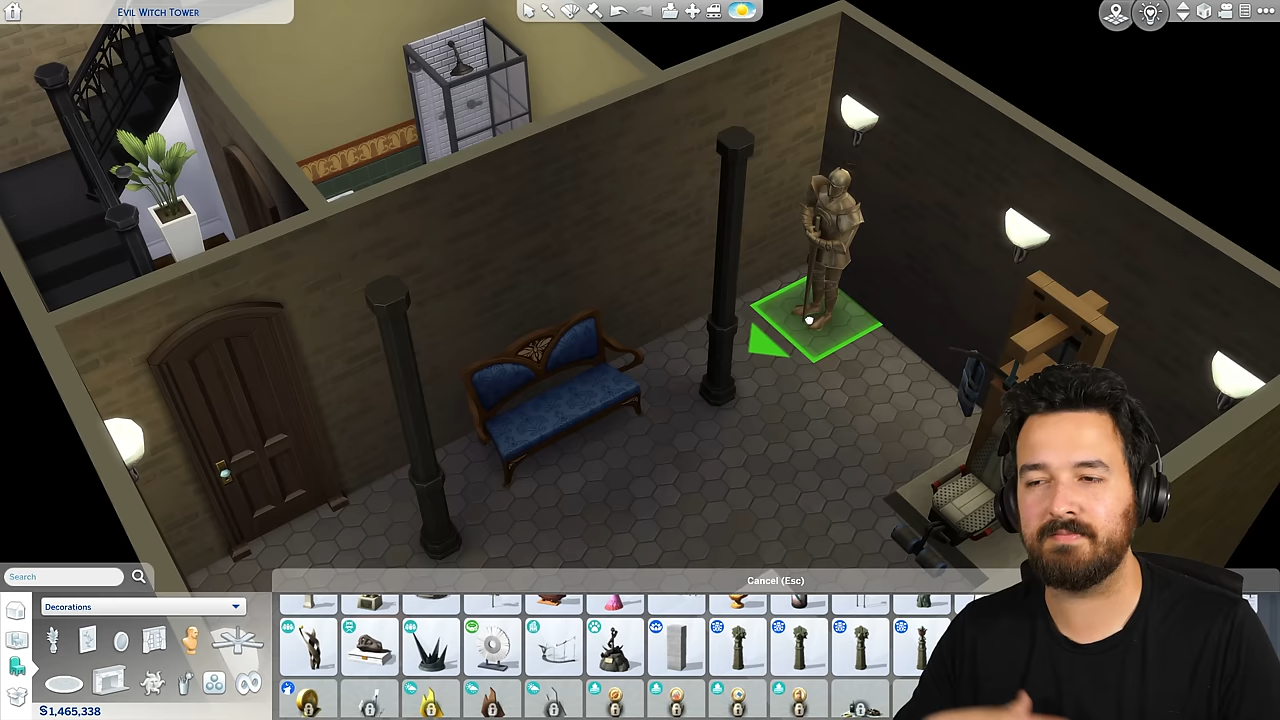 EVIL WITCH TOWER
Cancel (Esc)
Search
Decorations
§1,465,338